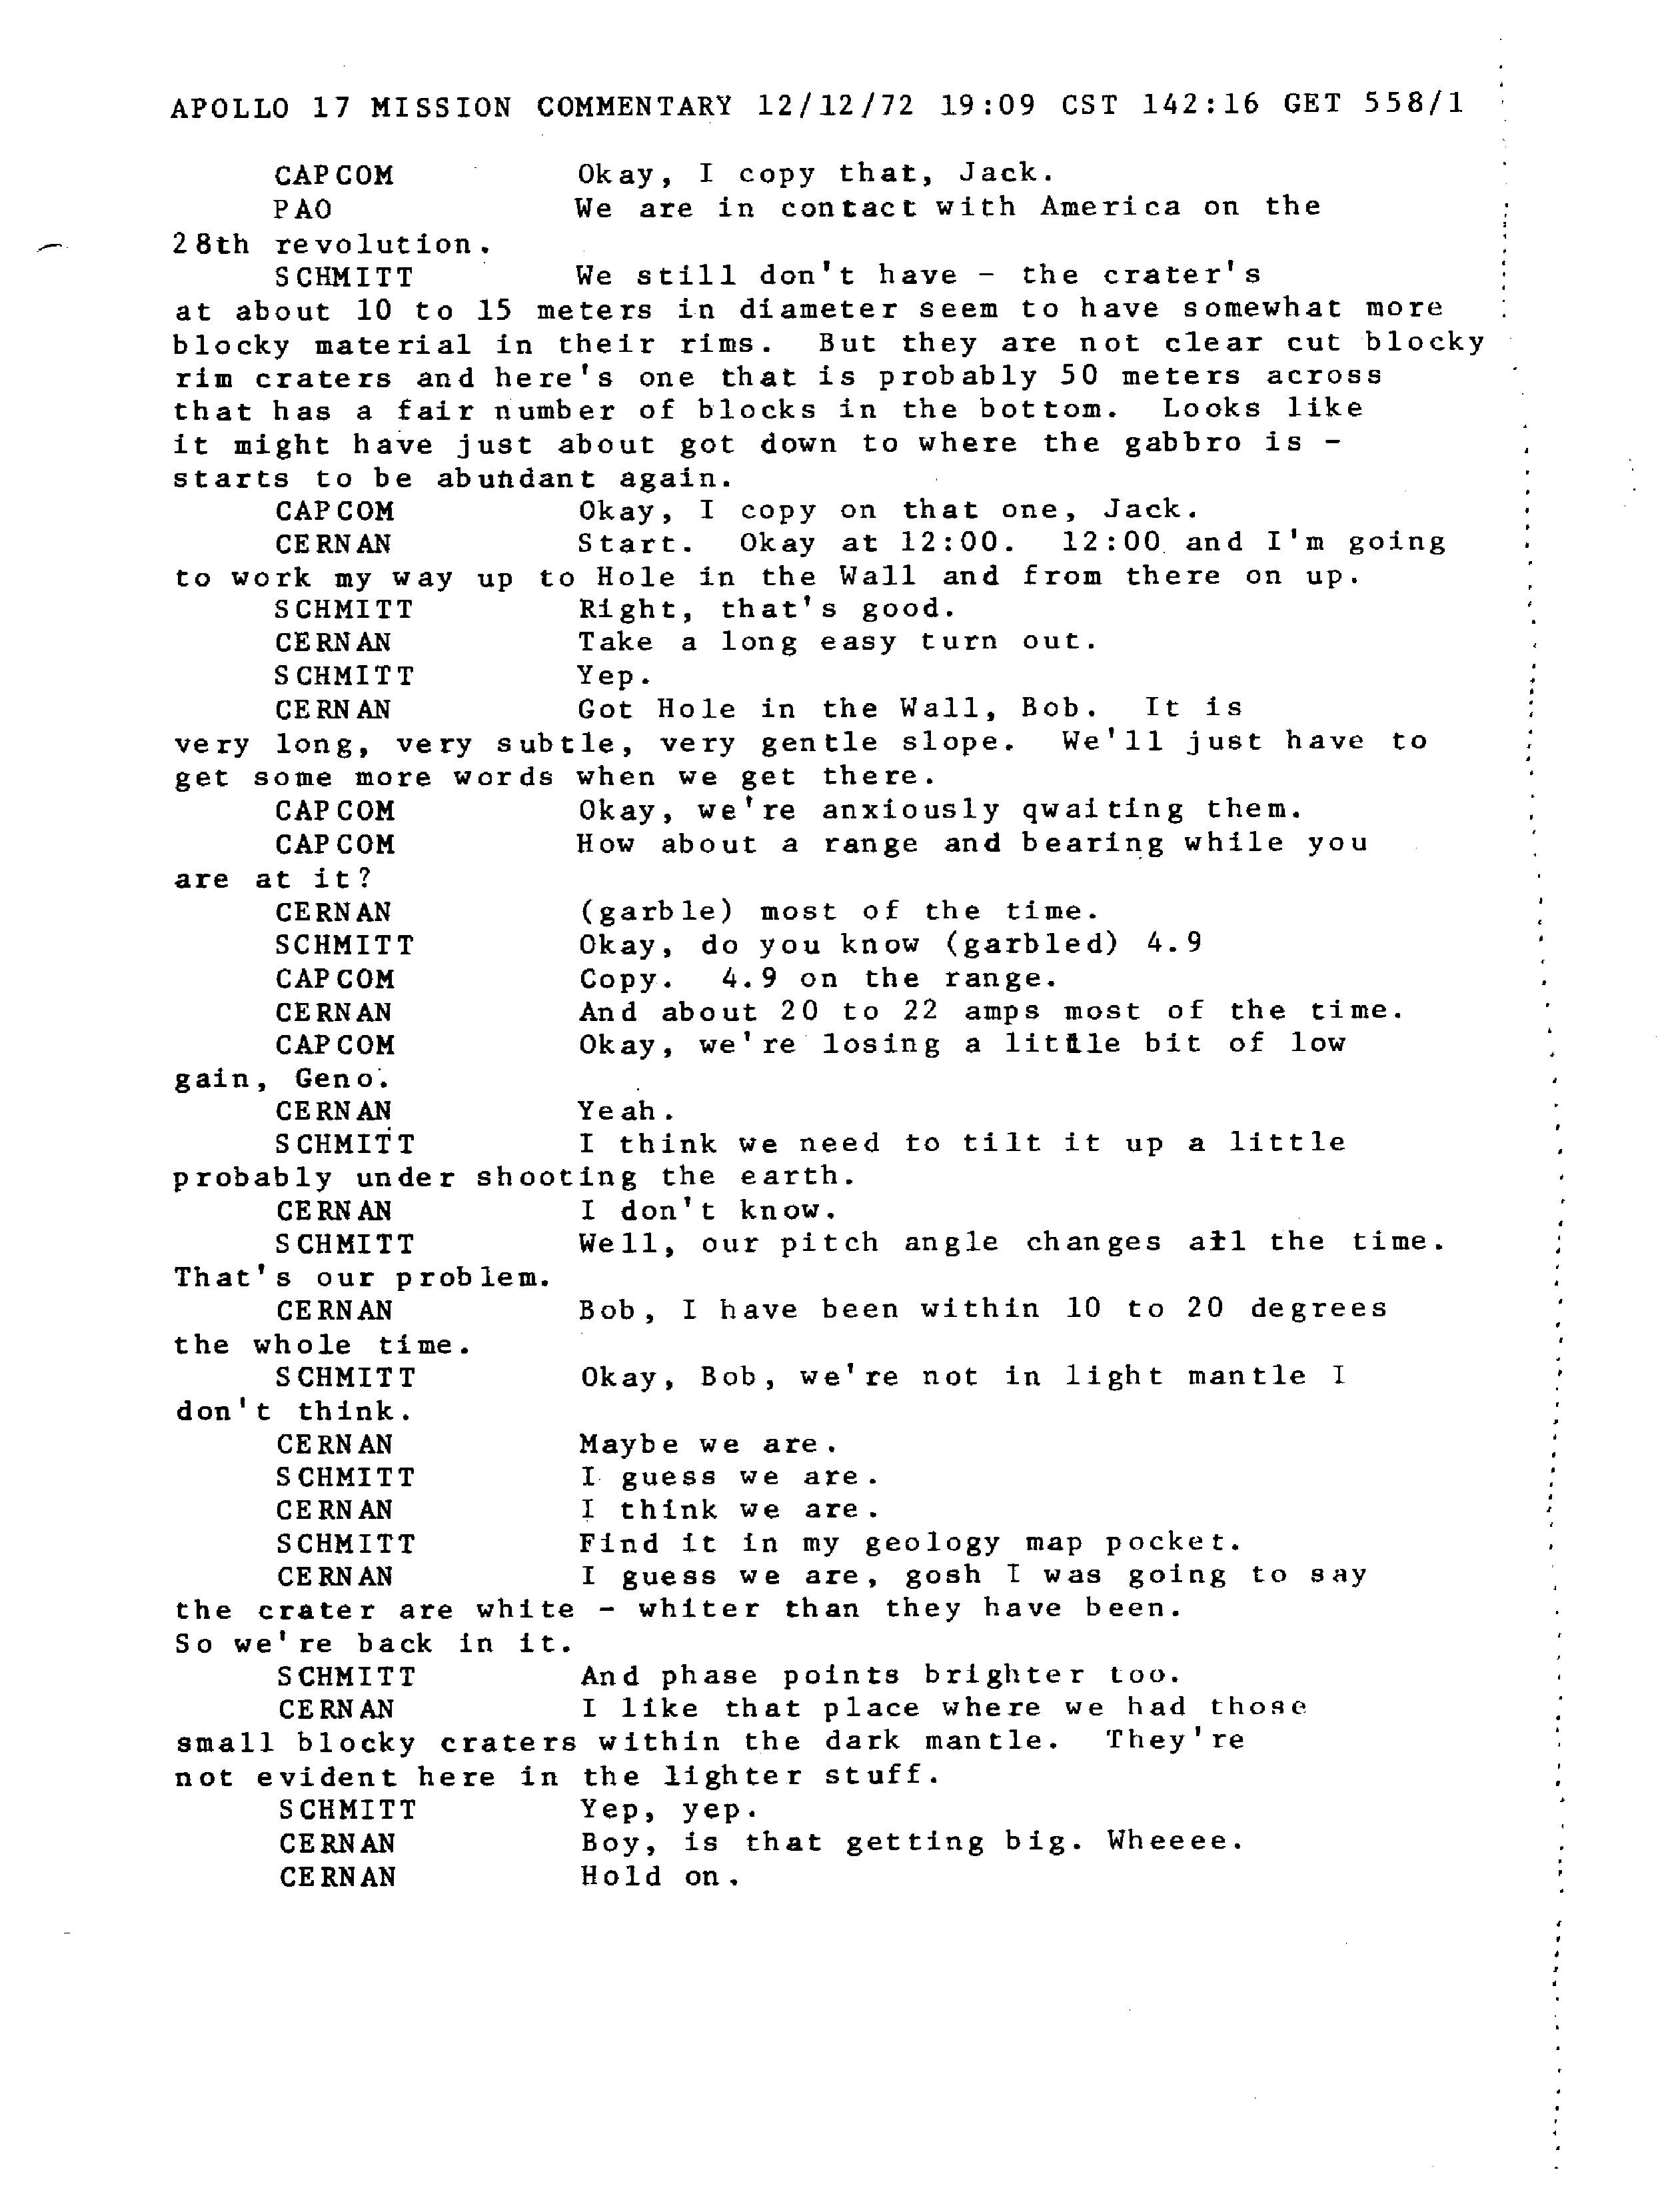 APOLLO 17 MISSION COMMENTARY 12/12/72 19:09 CST 142:16 GET 558/1
CAPCOM Okay, I copy that, Jack.
PAO We are in contact with America on the
28th revolution.
SCHMITT We still don't have - the crater's
at about 10 to 15 meters in diameter seem to have somewhat more
blocky material in their rims. But they are not clear cut blocky
rim craters and here's one that is probably 50 meters across
that has a fair number of blocks in the bottom. Looks like
it might have just about got down to where the gabbro is -
starts to be abundant again.
CAPCOM Okay, I copy on that one, Jack.
CERNAN Start. Okay at 12:00. 12:00 and I'm going
to work my way up to Hole in the Wall and from there on up.
SCHMITT Right, that's good.
CERNAN Take a long easy turn out.
SCHMITT Yep.
CERNAN Got Hole in the Wall, Bob. It is
very long, very subtle, very gentle slope. We'll just have to
get some more words when we get there.
CAPCOM Okay, we're anxiously qwaiting them.
CAPCOM How about a range and bearing while you
are at it?
CERNAN (garble) most of the time.
SCHMITT Okay, do you know (garbled) 4.9
CAPCOM Copy. 4.9 on the range.
CERNAN And about 20 to 22 amps most of the time.
CAPCOM Okay, we're losing a little bit of low
gain, Geno.
CERNAN Yeah.
SCHMITT I think we need to tilt it up a little
probably under shooting the earth.
CERNAN I don't know.
SCHMITT Well, our pitch angle changes all the time.
That's our problem.
CERNAN Bob, I have been within 10 to 20 degrees
the whole time.
SCHMITT Okay, Bob, we're not in light mantle I
don't think.
CERNAN Maybe we are.
SCHMITT I guess we are.
CERNAN I think we are.
SCHMITT Find it in my geology map pocket.
CERNAN I guess we are, gosh I was going to say
the crater are white - whiter than they have been.
So we're back in it.
SCHMITT And phase points brighter too.
CERNAN I like that place where we had those
small blocky craters within the dark mantle. They're
not evident here in the lighter stuff.
SCHMITT Yep, yep.
CERNAN Boy, is that getting big. Wheeee.
CERNAN Hold on.